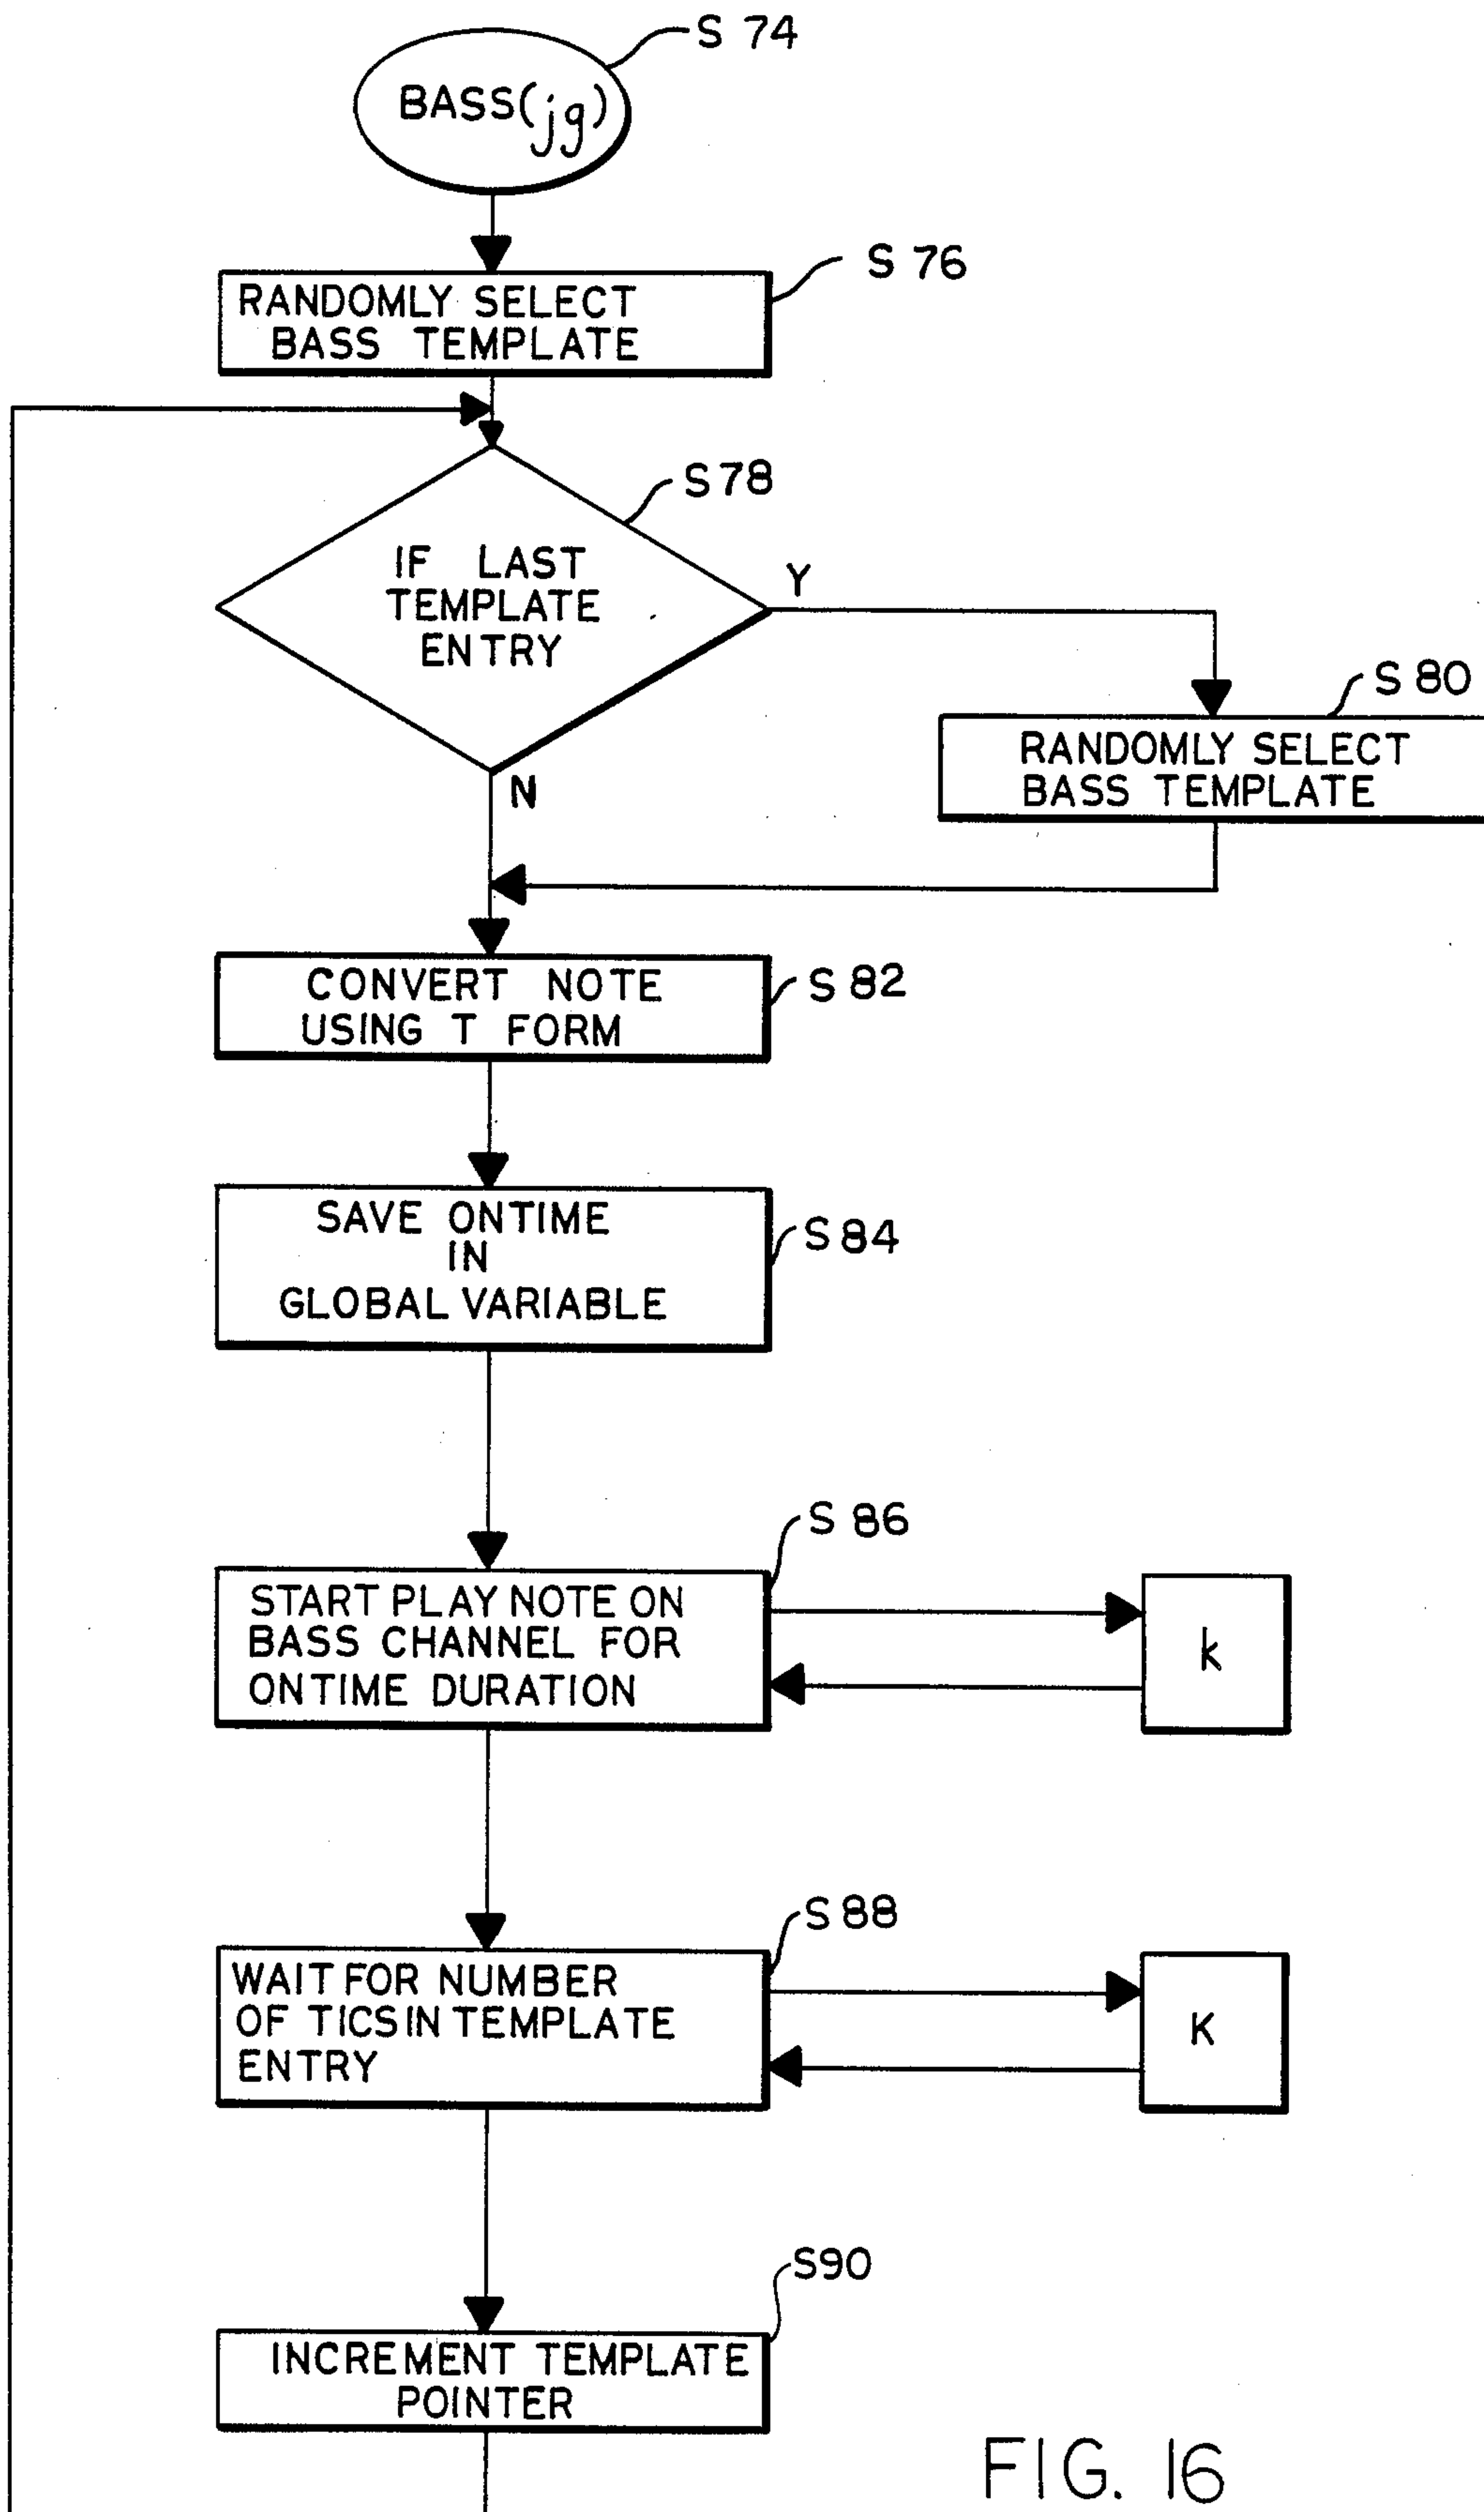 S 74
BASS(jg)
S 76
RANDOMLY SELECT
BASS TEMPLATE
S78
IF LAST
TEMPLATE
ENTRY
Y
N
S 80
RANDOMLY SELECT
BASS TEMPLATE
CONVERT NOTE
USING T FORM
S 82
SAVE ONTIME
IN
GLOBAL VARIABLE
S 84
S 86
START PLAY NOTE ON
BASS CHANNEL FOR
ONTIME DURATION
k
S 88
WAIT FOR NUMBER
OF TICS IN TEMPLATE
ENTRY
K
S90
INCREMENT TEMPLATE
POINTER
FIG. 16